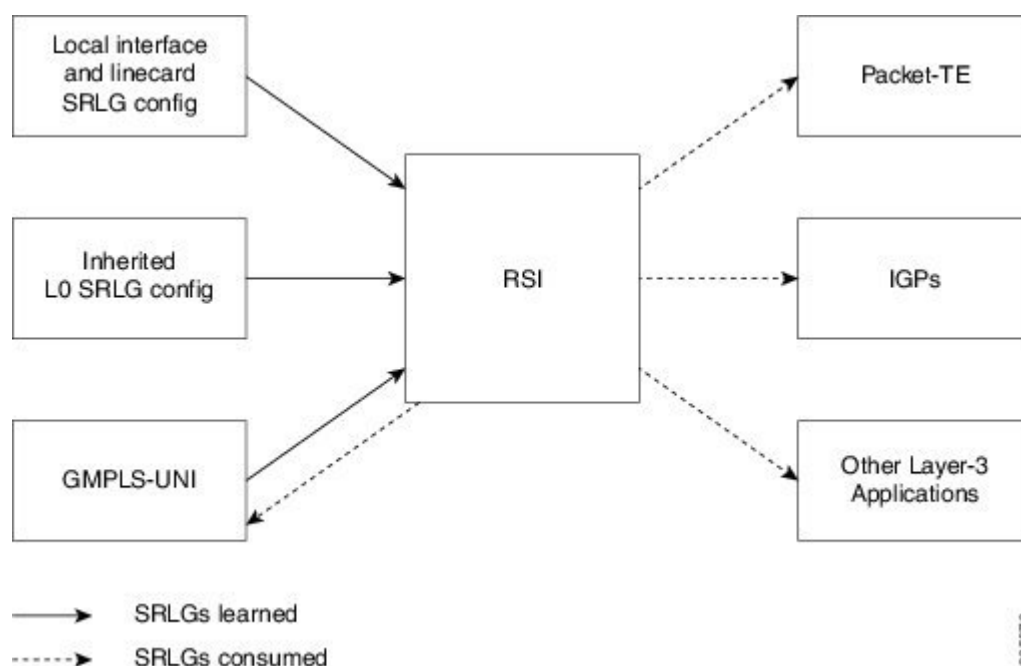 Local interface
and linecard
SRLG config
Packet-TE
Inherited
L0 SRLG config
RSI
IGPs
GMPLS-UNI
Other Layer-3
Applications
SRLGs learned
SRLGs consumed